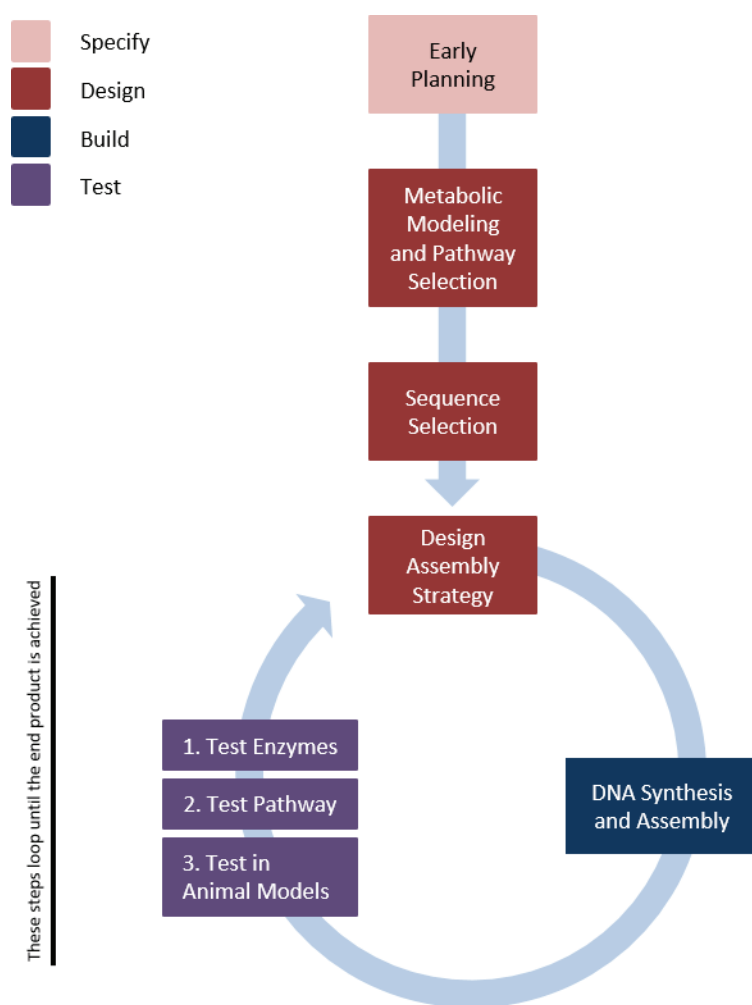 Specify
Design
Build
Test
Early
Planning
Metabolic
Modeling
and Pathway
Selection
Sequence
Selection
Design
Assembly
Strategy
These steps loop until the end product is achieved
1. Test Enzymes
2. Test Pathway
3. Test in
Animal Models
DNA Synthesis
and Assembly